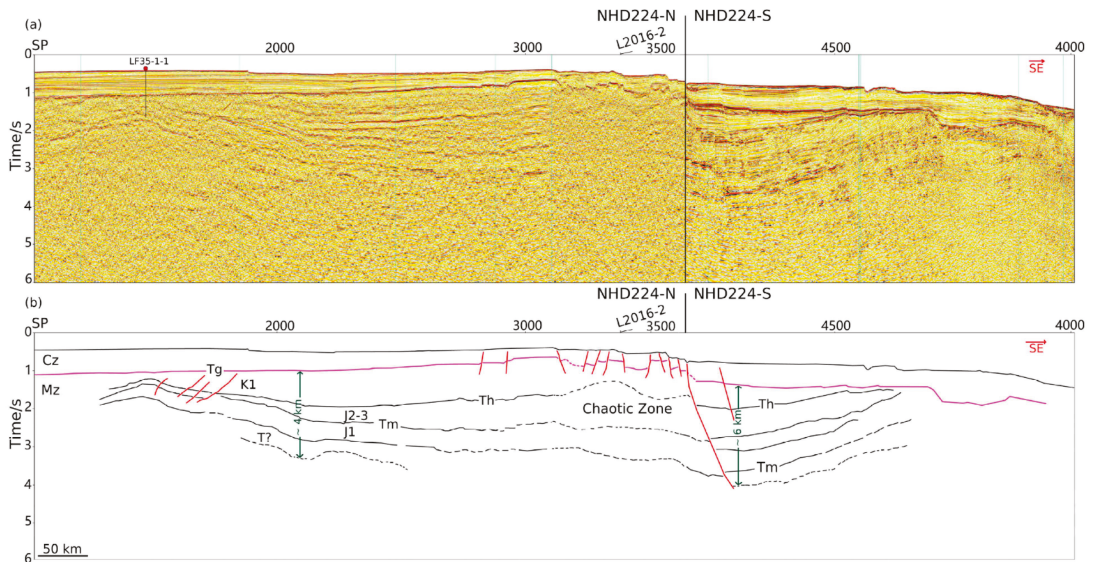 (a)
NHD224-N NHD224-S
L2016-2
SP 2000 3000 3500 4500 4000
LF35-1-1
SE
Time/s
0
1
2
3
4
5
6
(b)
NHD224-N NHD224-S
L2016-2
SP 2000 3000 3500 4500 4000
SE
Time/s
0
1
2
3
4
5
6
Cz
Tg
Mz K1
Th Chaotic Zone Th
J2-3 Tm
T? J1
Tm
~ 4 km
~ 6 km
50 km